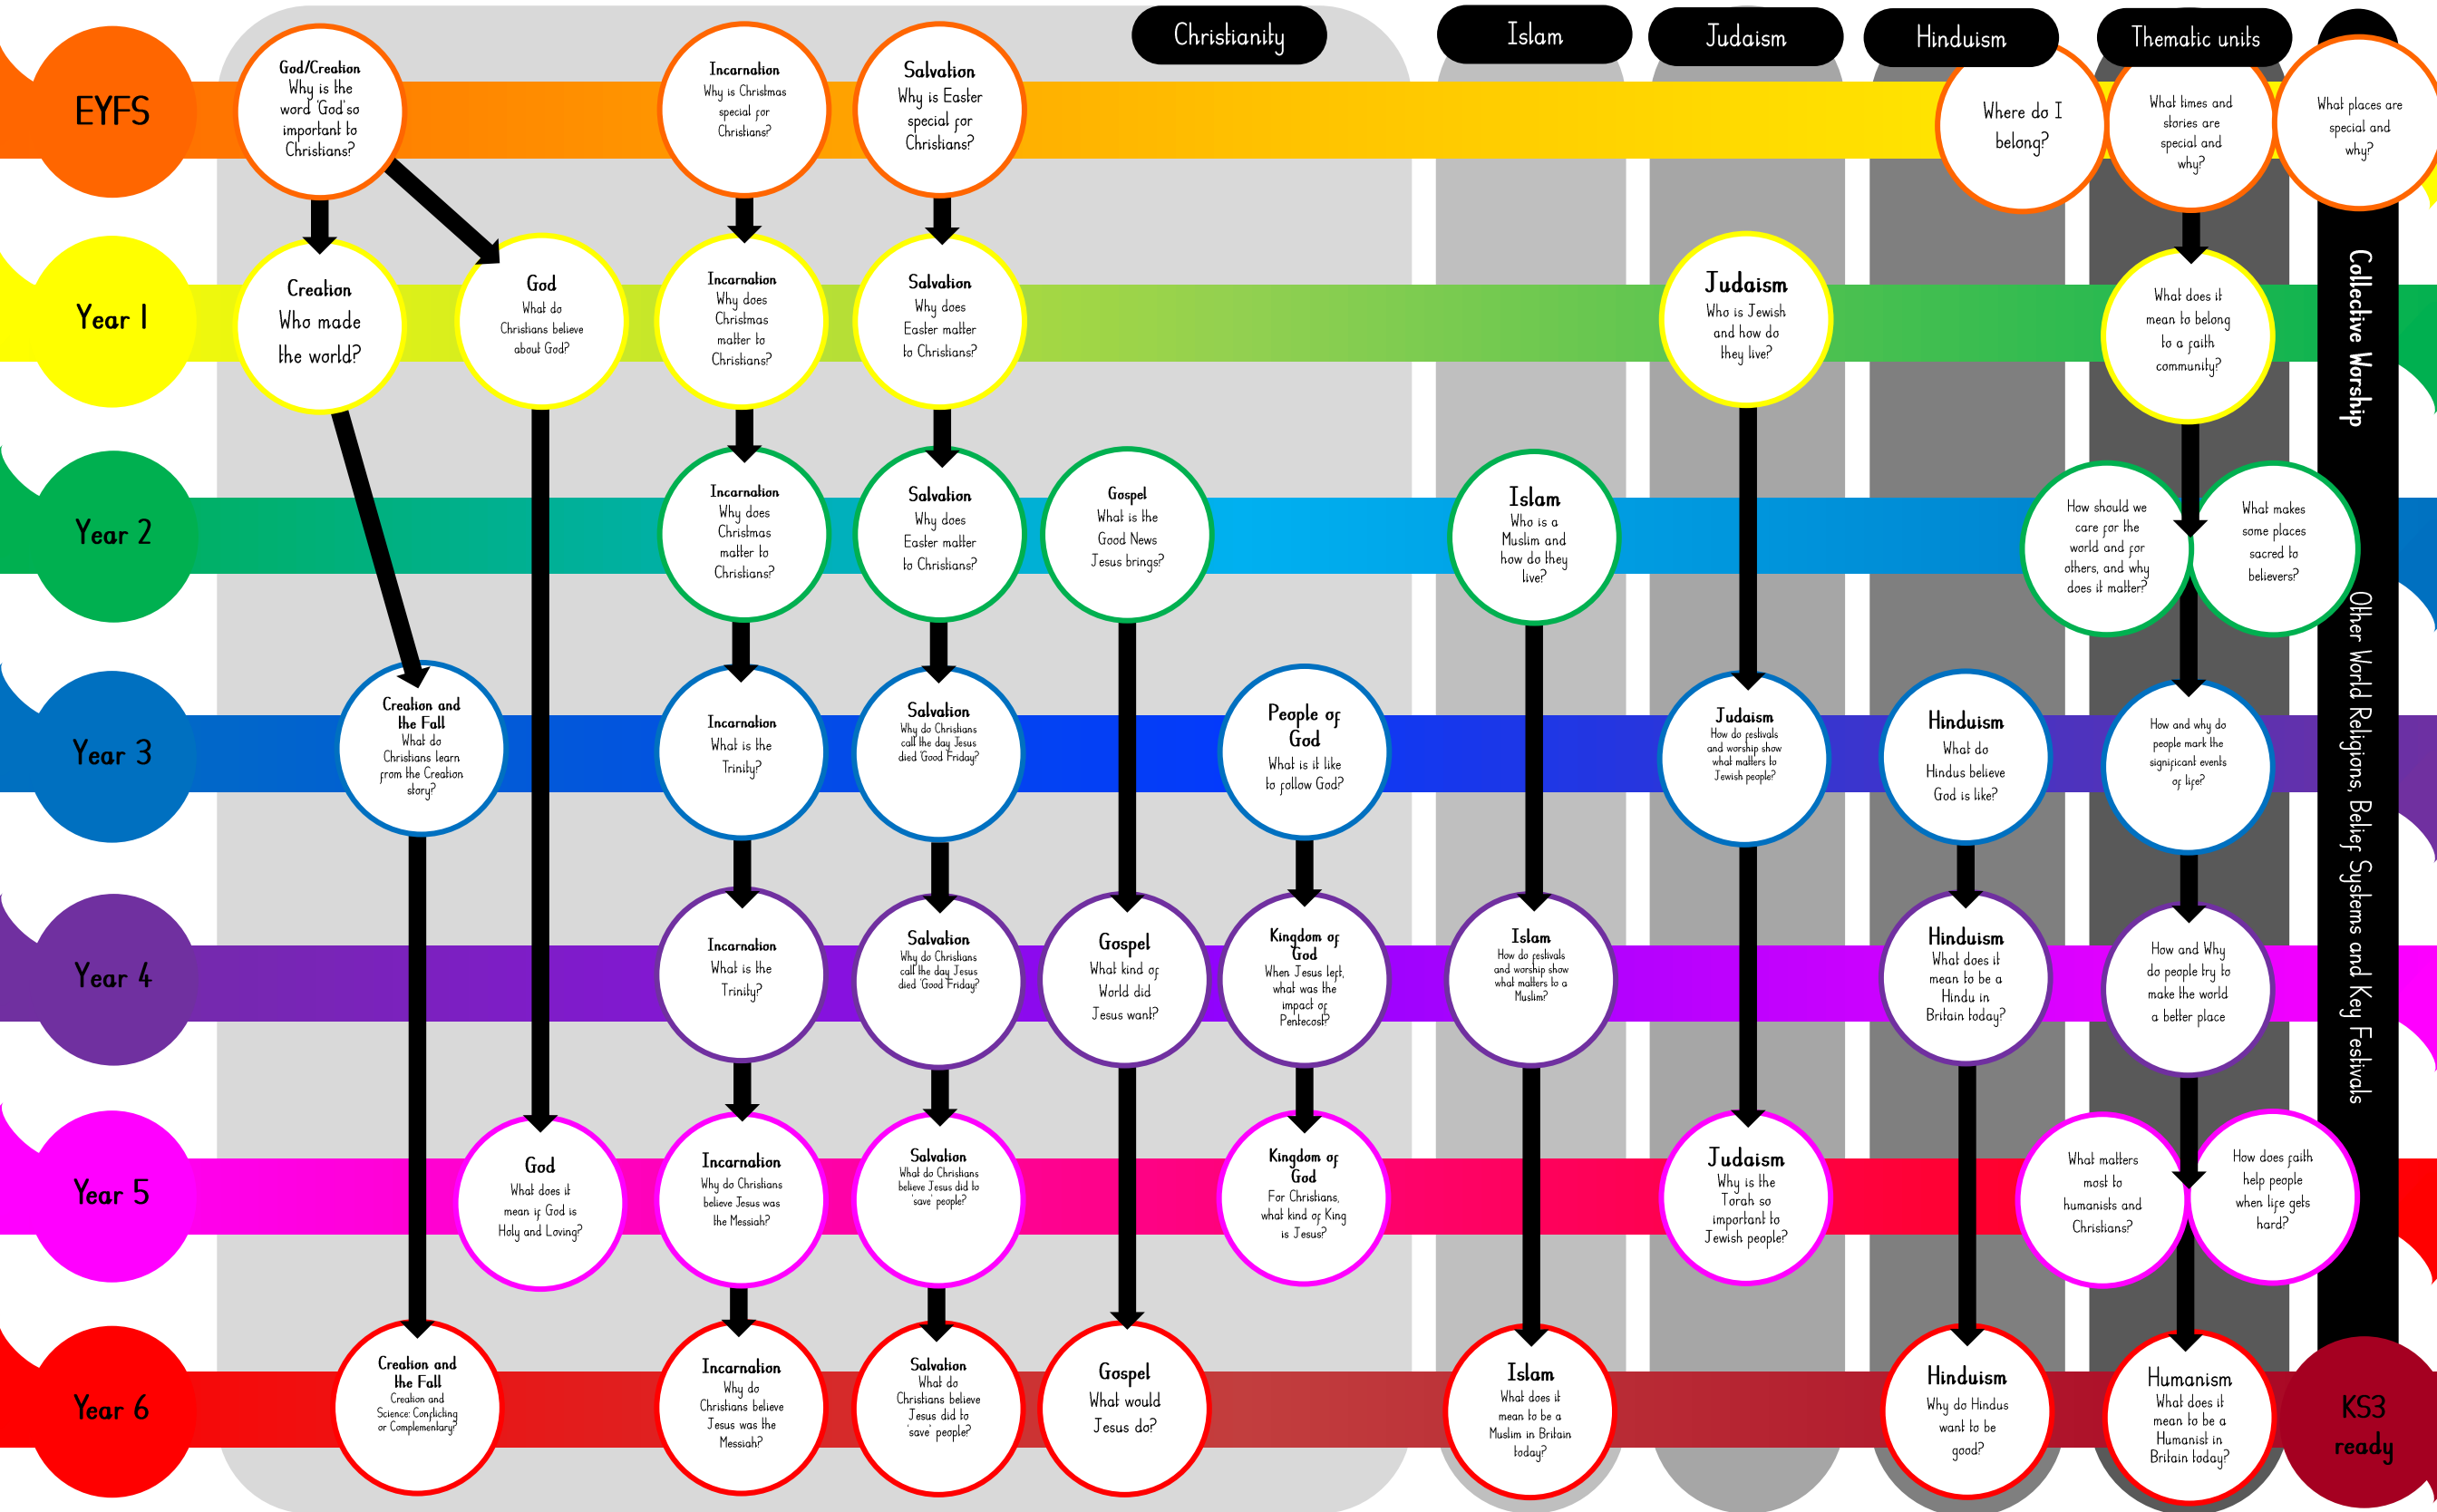 Christianity
Islam
Judaism
Hinduism
Thematic units
EYFS
God/Creation
Why is the
word 'God' so
important to
Christians?
Incarnation
Why is Christmas
special for
Christians?
Salvation
Why is Easter
special for
Christians?
Where do I
belong?
What times and
stories are
special and
why?
What places are
special and
why?
Year 1
Creation
Who made
the world?
God
What do
Christians believe
about God?
Incarnation
Why does
Christmas
matter to
Christians?
Salvation
Why does
Easter matter
to Christians?
Judaism
Who is Jewish
and how do
they live?
What does it
mean to belong
to a faith
community?
Collective Worship
Other World Religions, Belief Systems and Key Festivals
Year 2
Incarnation
Why does
Christmas
matter to
Christians?
Salvation
Why does
Easter matter
to Christians?
Gospel
What is the
Good News
Jesus brings?
Islam
Who is a
Muslim and
how do they
live?
How should we
care for the
world and for
others, and why
does it matter?
What makes
some places
sacred to
believers?
Year 3
Creation and
the Fall
What do
Christians learn
from the Creation
story?
Incarnation
What is the
Trinity?
Salvation
Why do Christians
call the day Jesus
died 'Good Friday?
People of
God
What is it like
to follow God?
Judaism
How do festivals
and worship show
what matters to
Jewish people?
Hinduism
What do
Hindus believe
God is like?
How and why do
people mark the
significant events
of life?
Year 4
Incarnation
What is the
Trinity?
Salvation
Why do Christians
call the day Jesus
died 'Good Friday?
Gospel
What kind of
World did
Jesus want?
Kingdom of
God
When Jesus left,
what was the
impact of
Pentecost?
Islam
How do festivals
and worship show
what matters to a
Muslim?
Hinduism
What does it
mean to be a
Hindu in
Britain today?
How and Why
do people try to
make the world
a better place
Year 5
God
What does it
mean if God is
Holy and Loving?
Incarnation
Why do Christians
believe Jesus was
the Messiah?
Salvation
What do Christians
believe Jesus did to
'save' people?
Kingdom of
God
For Christians,
what kind of King
is Jesus?
Judaism
Why is the
Torah so
important to
Jewish people?
What matters
most to
humanists and
Christians?
How does faith
help people
when life gets
hard?
Year 6
Creation and
the Fall
Creation and
Science: Conflicting
or Complementary?
Incarnation
Why do
Christians believe
Jesus was the
Messiah?
Salvation
What do
Christians believe
Jesus did to
'save' people?
Gospel
What would
Jesus do?
Islam
What does it
mean to be a
Muslim in Britain
today?
Hinduism
Why do Hindus
want to be
good?
Humanism
What does it
mean to be a
Humanist in
Britain today?
KS3
ready